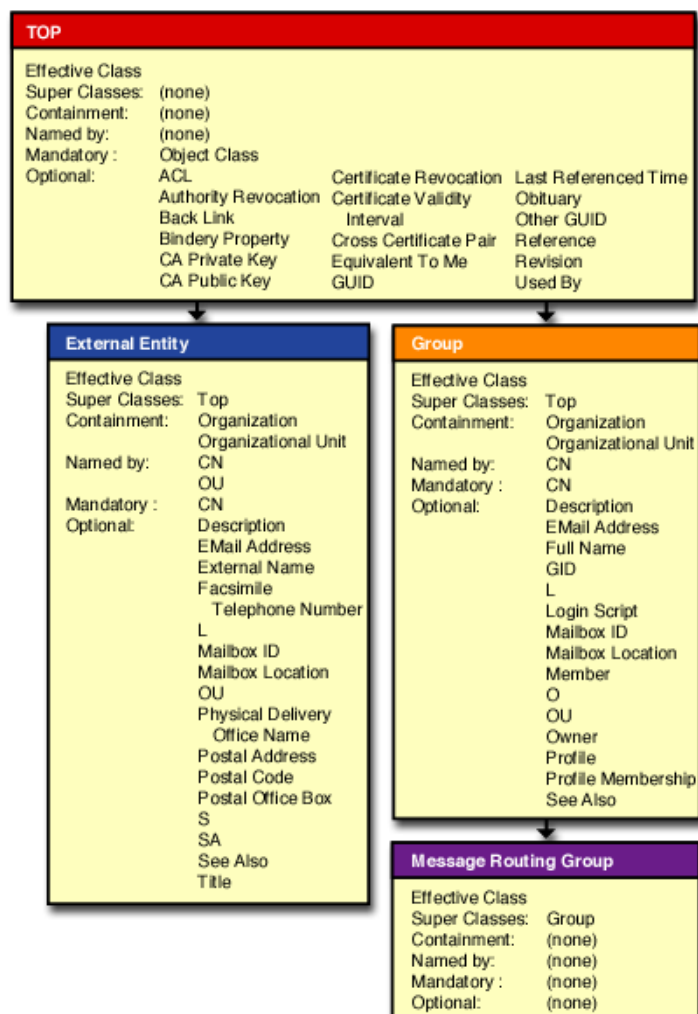 TOP
Effective Class
Super Classes: (none)
Containment: (none)
Named by: (none)
Mandatory : Object Class
Optional: ACL Certificate Revocation Last Referenced Time
Authority Revocation Certificate Validity Obituary
Back Link Interval Other GUID
Bindery Property Cross Certificate Pair Reference
CA Private Key Equivalent To Me Revision
CA Public Key GUID Used By
External Entity
Effective Class
Super Classes: Top
Containment: Organization
Organizational Unit
Named by: CN
OU
Mandatory : CN
Optional: Description
EMail Address
External Name
Facsimile
Telephone Number
L
Mailbox ID
Mailbox Location
OU
Physical Delivery
Office Name
Postal Address
Postal Code
Postal Office Box
S
SA
See Also
Title
Group
Effective Class
Super Classes: Top
Containment: Organization
Organizational Unit
Named by: CN
Mandatory : CN
Optional: Description
EMail Address
Full Name
GID
L
Login Script
Mailbox ID
Mailbox Location
Member
O
OU
Owner
Profile
Profile Membership
See Also
Message Routing Group
Effective Class
Super Classes: Group
Containment: (none)
Named by: (none)
Mandatory : (none)
Optional: (none)